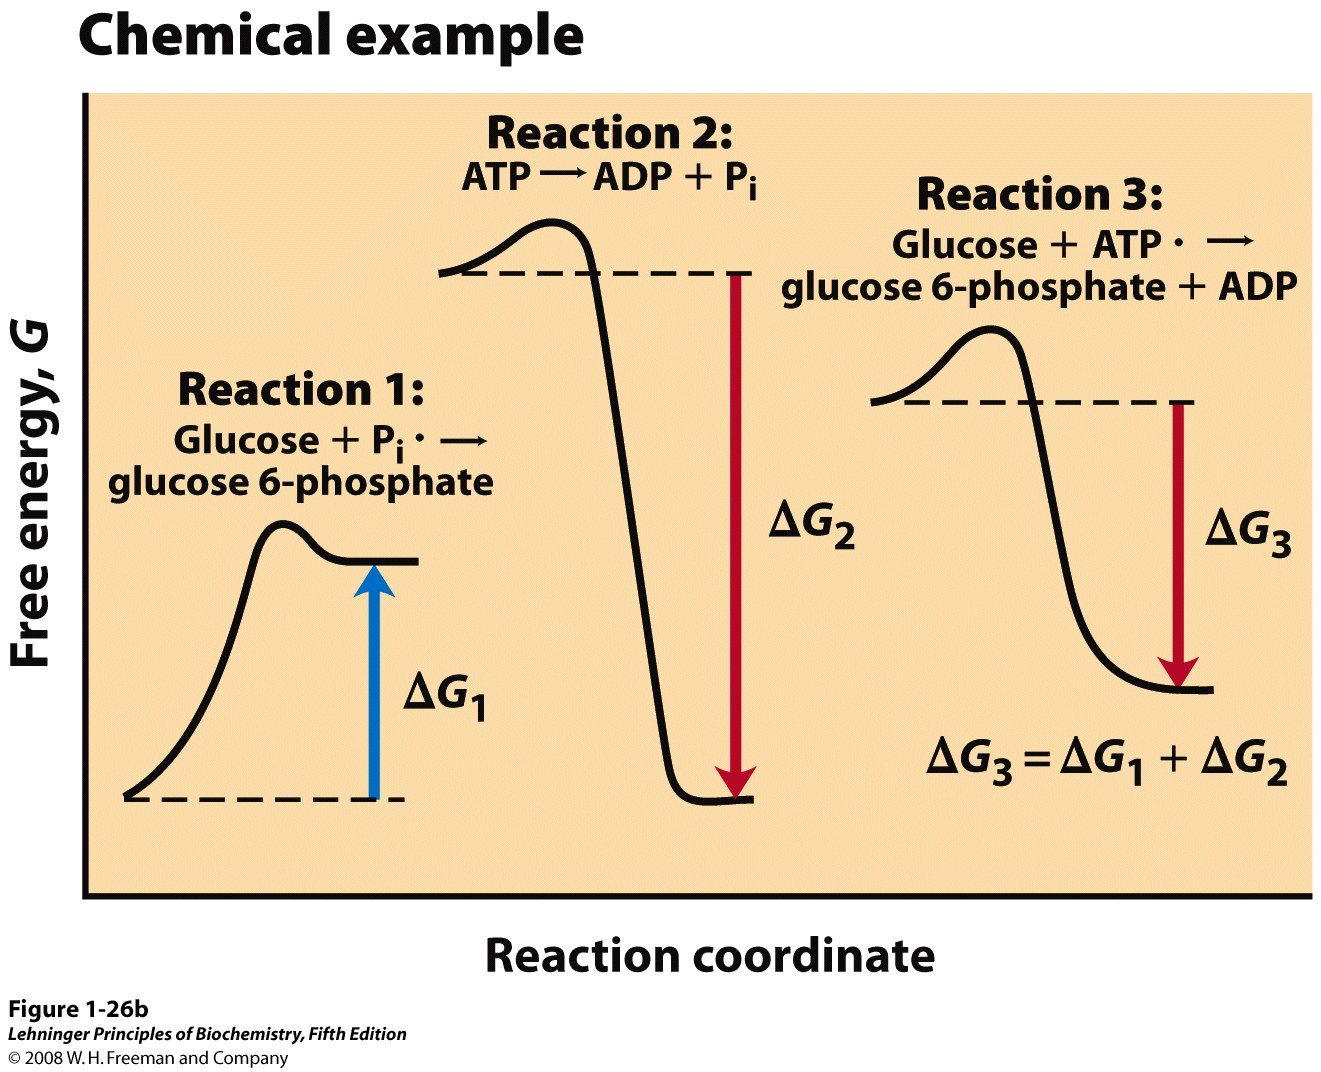 Chemical example
Reaction 2:
ATP → ADP + Pi
Reaction 3:
Glucose + ATP · →
glucose 6-phosphate + ADP
Reaction 1:
Glucose + Pi · →
glucose 6-phosphate
Free energy, G
ΔG1
ΔG2
ΔG3
ΔG3 = ΔG1 + ΔG2
Reaction coordinate
Figure 1-26b
Lehninger Principles of Biochemistry, Fifth Edition
© 2008 W. H. Freeman and Company